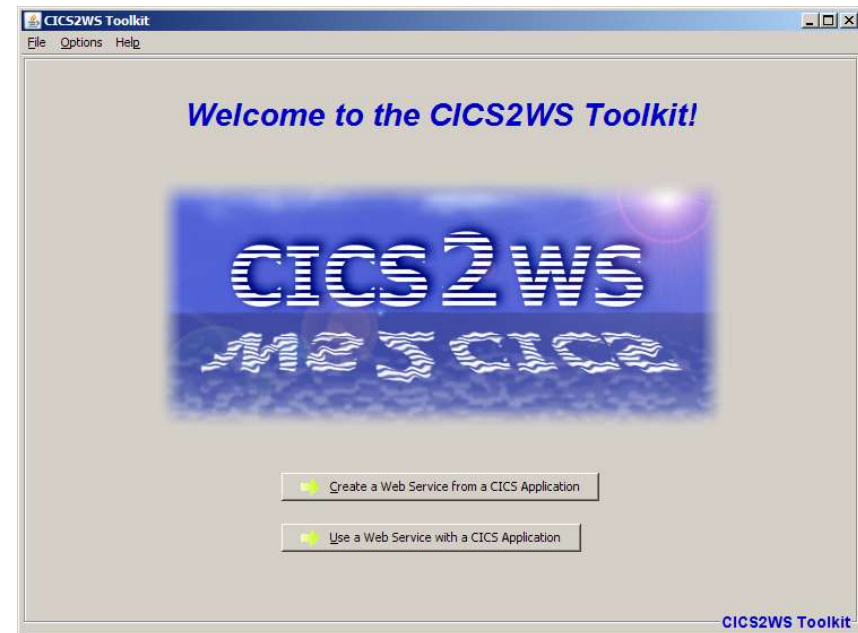 CICS2WS Toolkit
File Options Help
Welcome to the CICS2WS Toolkit!
CICS2WS
Create a Web Service from a CICS Application
Use a Web Service with a CICS Application
CICS2WS Toolkit